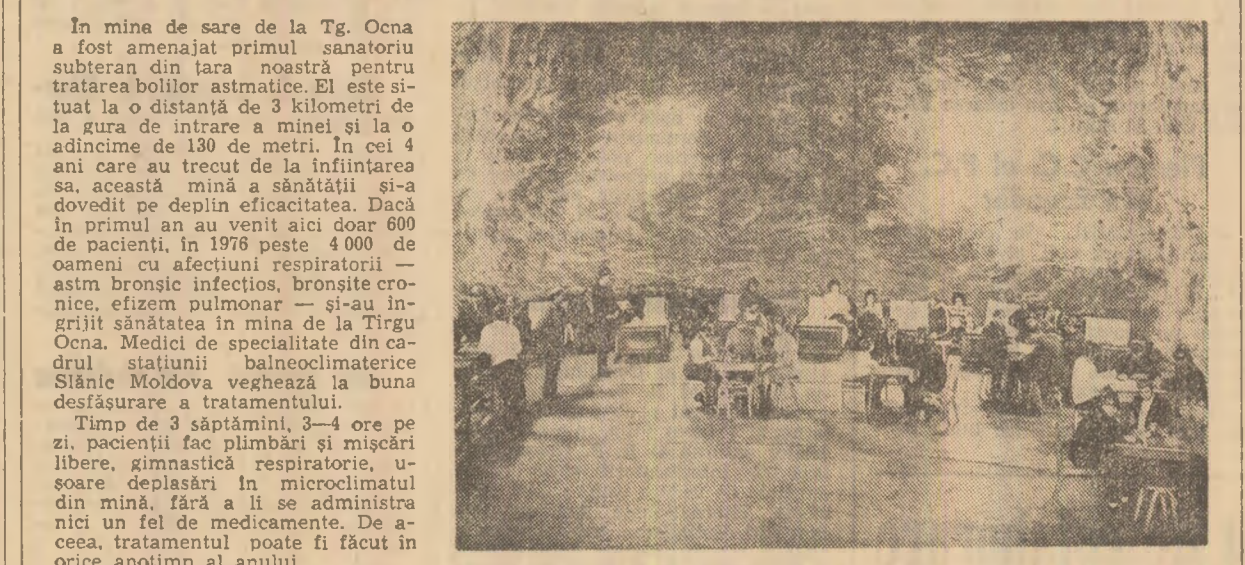 În mina de sare de la Tg. Ocna
a fost amenajat primul sanatoriu
subteran din țara noastră pentru
tratarea bolilor astmatice. El este si-
tuat la o distanță de 3 kilometri de
la gura de intrare a minei și la o
adîncime de 130 de metri. În cei 4
ani care au trecut de la înființarea
sa, această mină a sănătății și-a
dovedit pe deplin eficacitatea. Dacă
în primul an au venit aici doar 600
de pacienți, în 1976 peste 4 000 de
oameni cu afecțiuni respiratorii —
astm bronșic infecțios, bronșite cro-
nice, efizem pulmonar — și-au în-
grijit sănătatea în mina de la Tîrgu
Ocna. Medici de specialitate din ca-
drul stațiunii balneoclimaterice
Slănic Moldova veghează la buna
desfășurare a tratamentului.
Timp de 3 săptămîni, 3—4 ore pe
zi, pacienții fac plimbări și mișcări
libere, gimnastică respiratorie, u-
șoare deplasări în microclimatul
din mină, fără a li se administra
nici un fel de medicamente. De a-
ceea, tratamentul poate fi făcut în
orice anotimp al anului.